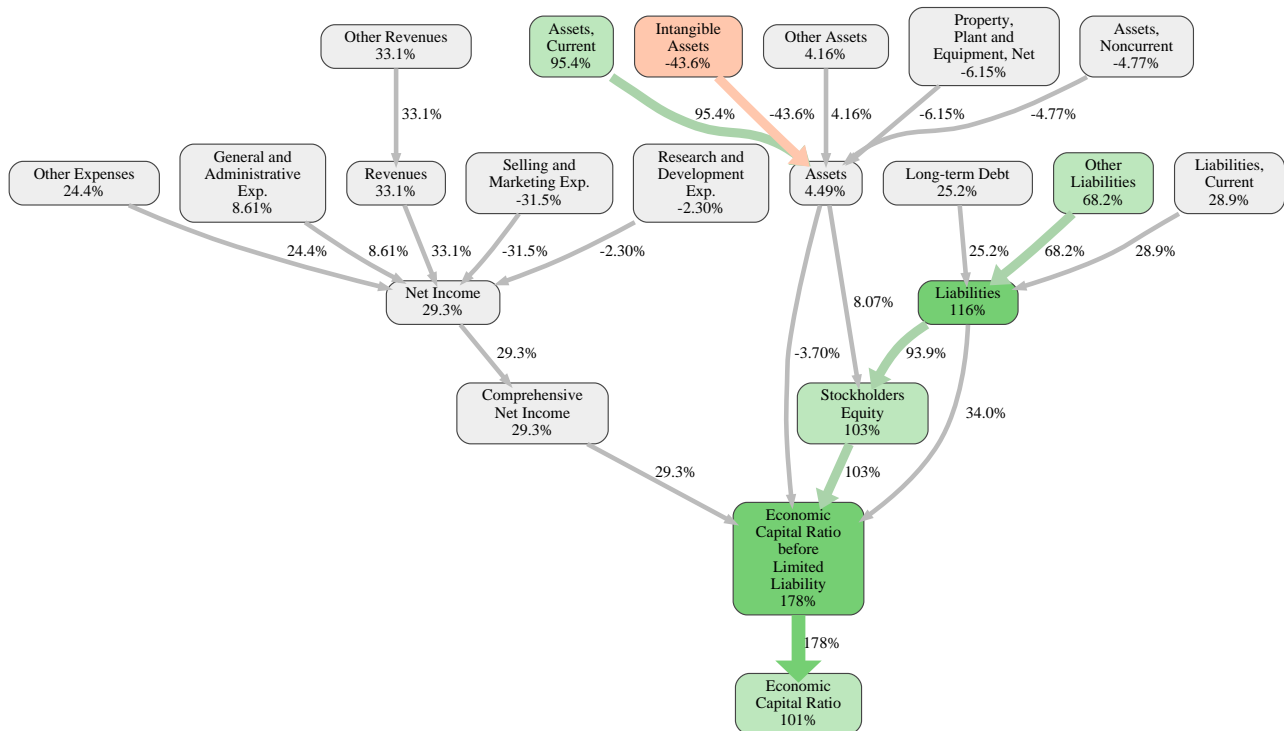 Other Revenues
33.1%
Assets,
Current
95.4%
Intangible
Assets
-43.6%
Other Assets
4.16%
Property,
Plant and
Equipment, Net
-6.15%
Assets,
Noncurrent
-4.77%
33.1%
95.4%
-43.6%
4.16%
-6.15%
-4.77%
Other Expenses
24.4%
General and
Administrative
Exp.
8.61%
Revenues
33.1%
Selling and
Marketing Exp.
-31.5%
Research and
Development
Exp.
-2.30%
Assets
4.49%
Long-term Debt
25.2%
Other
Liabilities
68.2%
Liabilities,
Current
28.9%
24.4%
8.61%
33.1%
-31.5%
-2.30%
25.2%
68.2%
28.9%
Net Income
29.3%
8.07%
Liabilities
116%
29.3%
-3.70%
93.9%
Comprehensive
Net Income
29.3%
Stockholders
Equity
103%
34.0%
29.3%
103%
Economic
Capital Ratio
before
Limited
Liability
178%
178%
Economic
Capital Ratio
101%